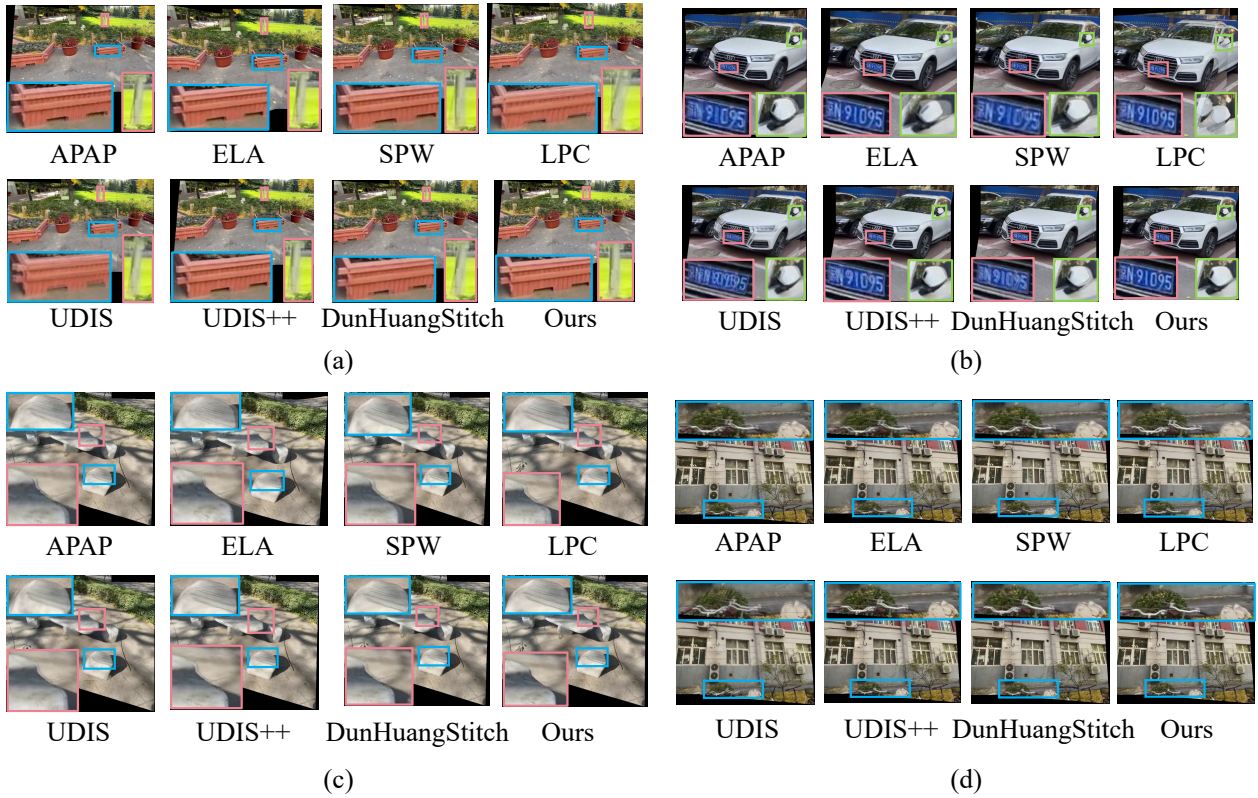 APAP ELA SPW LPC
UDIS UDIS++ DunHuangStitch Ours
(a)
APAP ELA SPW LPC
N 91095
UDIS UDIS++ DunHuangStitch Ours
(b)
APAP ELA SPW LPC
UDIS UDIS++ DunHuangStitch Ours
(c)
APAP ELA SPW LPC
UDIS UDIS++ DunHuangStitch Ours
(d)